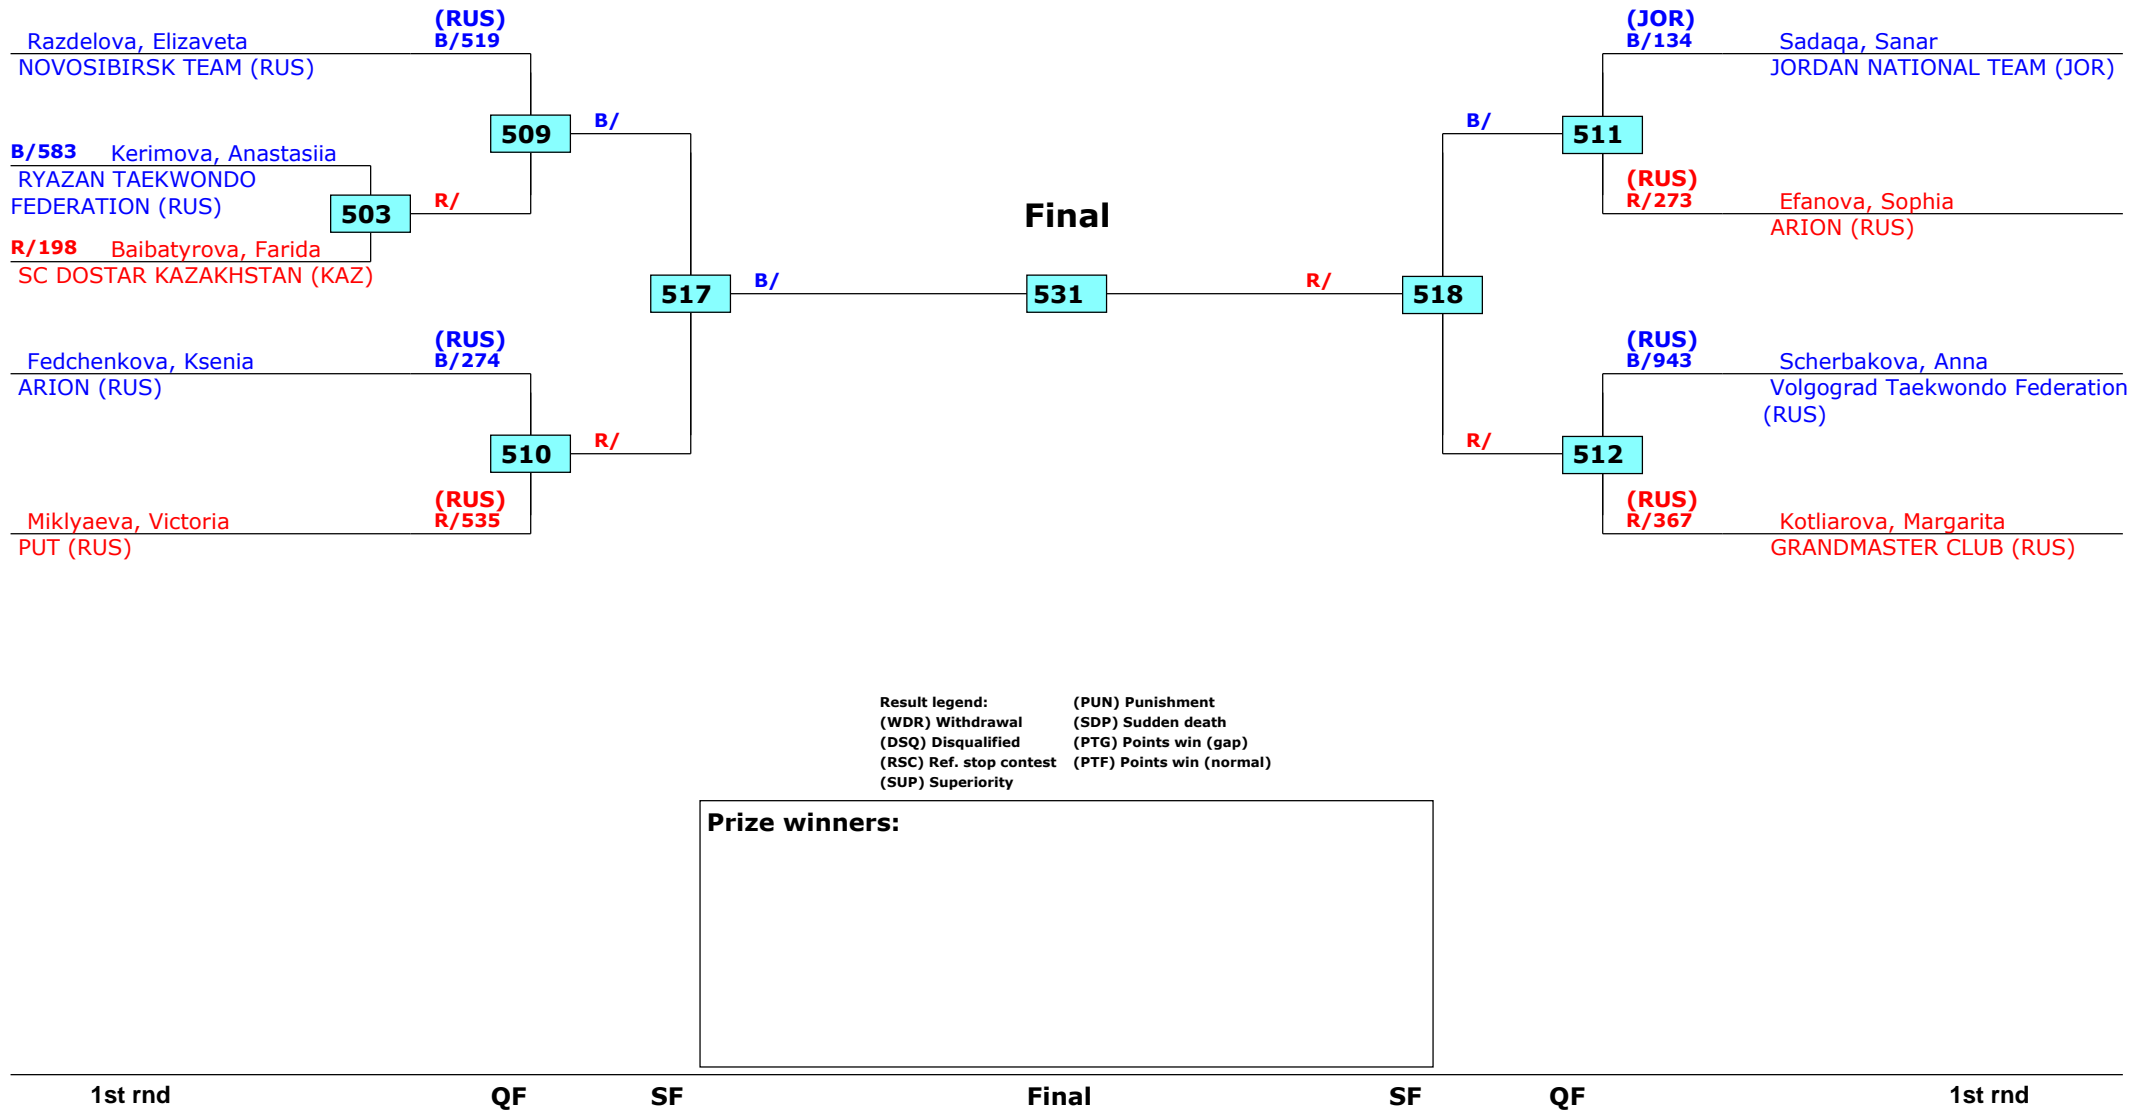 (RUS)
Razdelova, Elizaveta B/519
NOVOSIBIRSK TEAM (RUS)
509
B/
B/583 Kerimova, Anastasiia
RYAZAN TAEKWONDO
FEDERATION (RUS)
503
R/
R/198 Baibatyrova, Farida
SC DOSTAR KAZAKHSTAN (KAZ)
517
B/
(RUS)
Fedchenkova, Ksenia B/274
ARION (RUS)
510
R/
(RUS)
Miklyaeva, Victoria R/535
PUT (RUS)
Final
531
(JOR)
B/134 Sadaqa, Sanar
JORDAN NATIONAL TEAM (JOR)
B/
511
(RUS)
R/273 Efanova, Sophia
ARION (RUS)
R/
518
(RUS)
B/943 Scherbakova, Anna
Volgograd Taekwondo Federation
(RUS)
R/
512
(RUS)
R/367 Kotliarova, Margarita
GRANDMASTER CLUB (RUS)
Result legend: (PUN) Punishment
(WDR) Withdrawal (SDP) Sudden death
(DSQ) Disqualified (PTG) Points win (gap)
(RSC) Ref. stop contest (PTF) Points win (normal)
(SUP) Superiority
Prize winners:
1st rnd QF SF Final SF QF 1st rnd